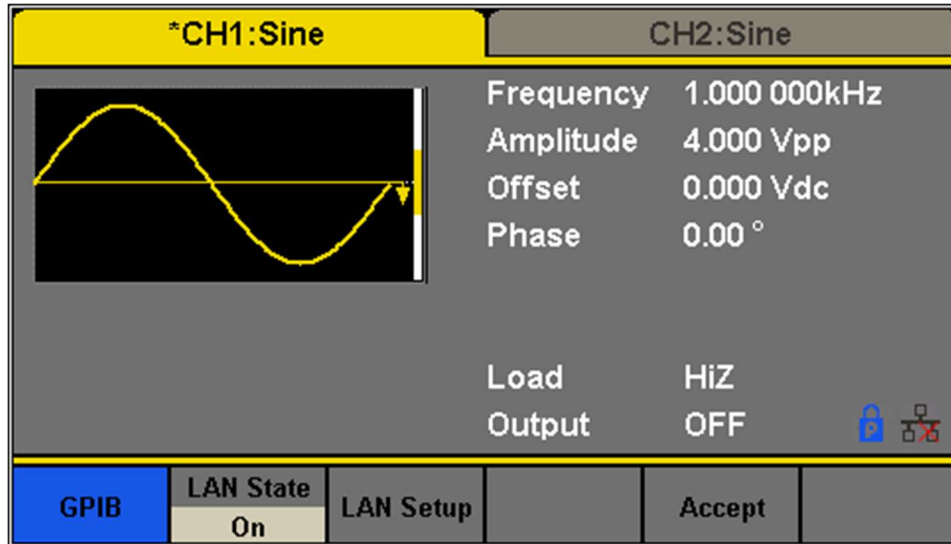 *CH1:Sine CH2:Sine
Frequency 1.000 000kHz
Amplitude 4.000 Vpp
Offset 0.000 Vdc
Phase 0.00 °
Load HiZ
Output OFF
P
GPIB LAN State LAN Setup Accept
On